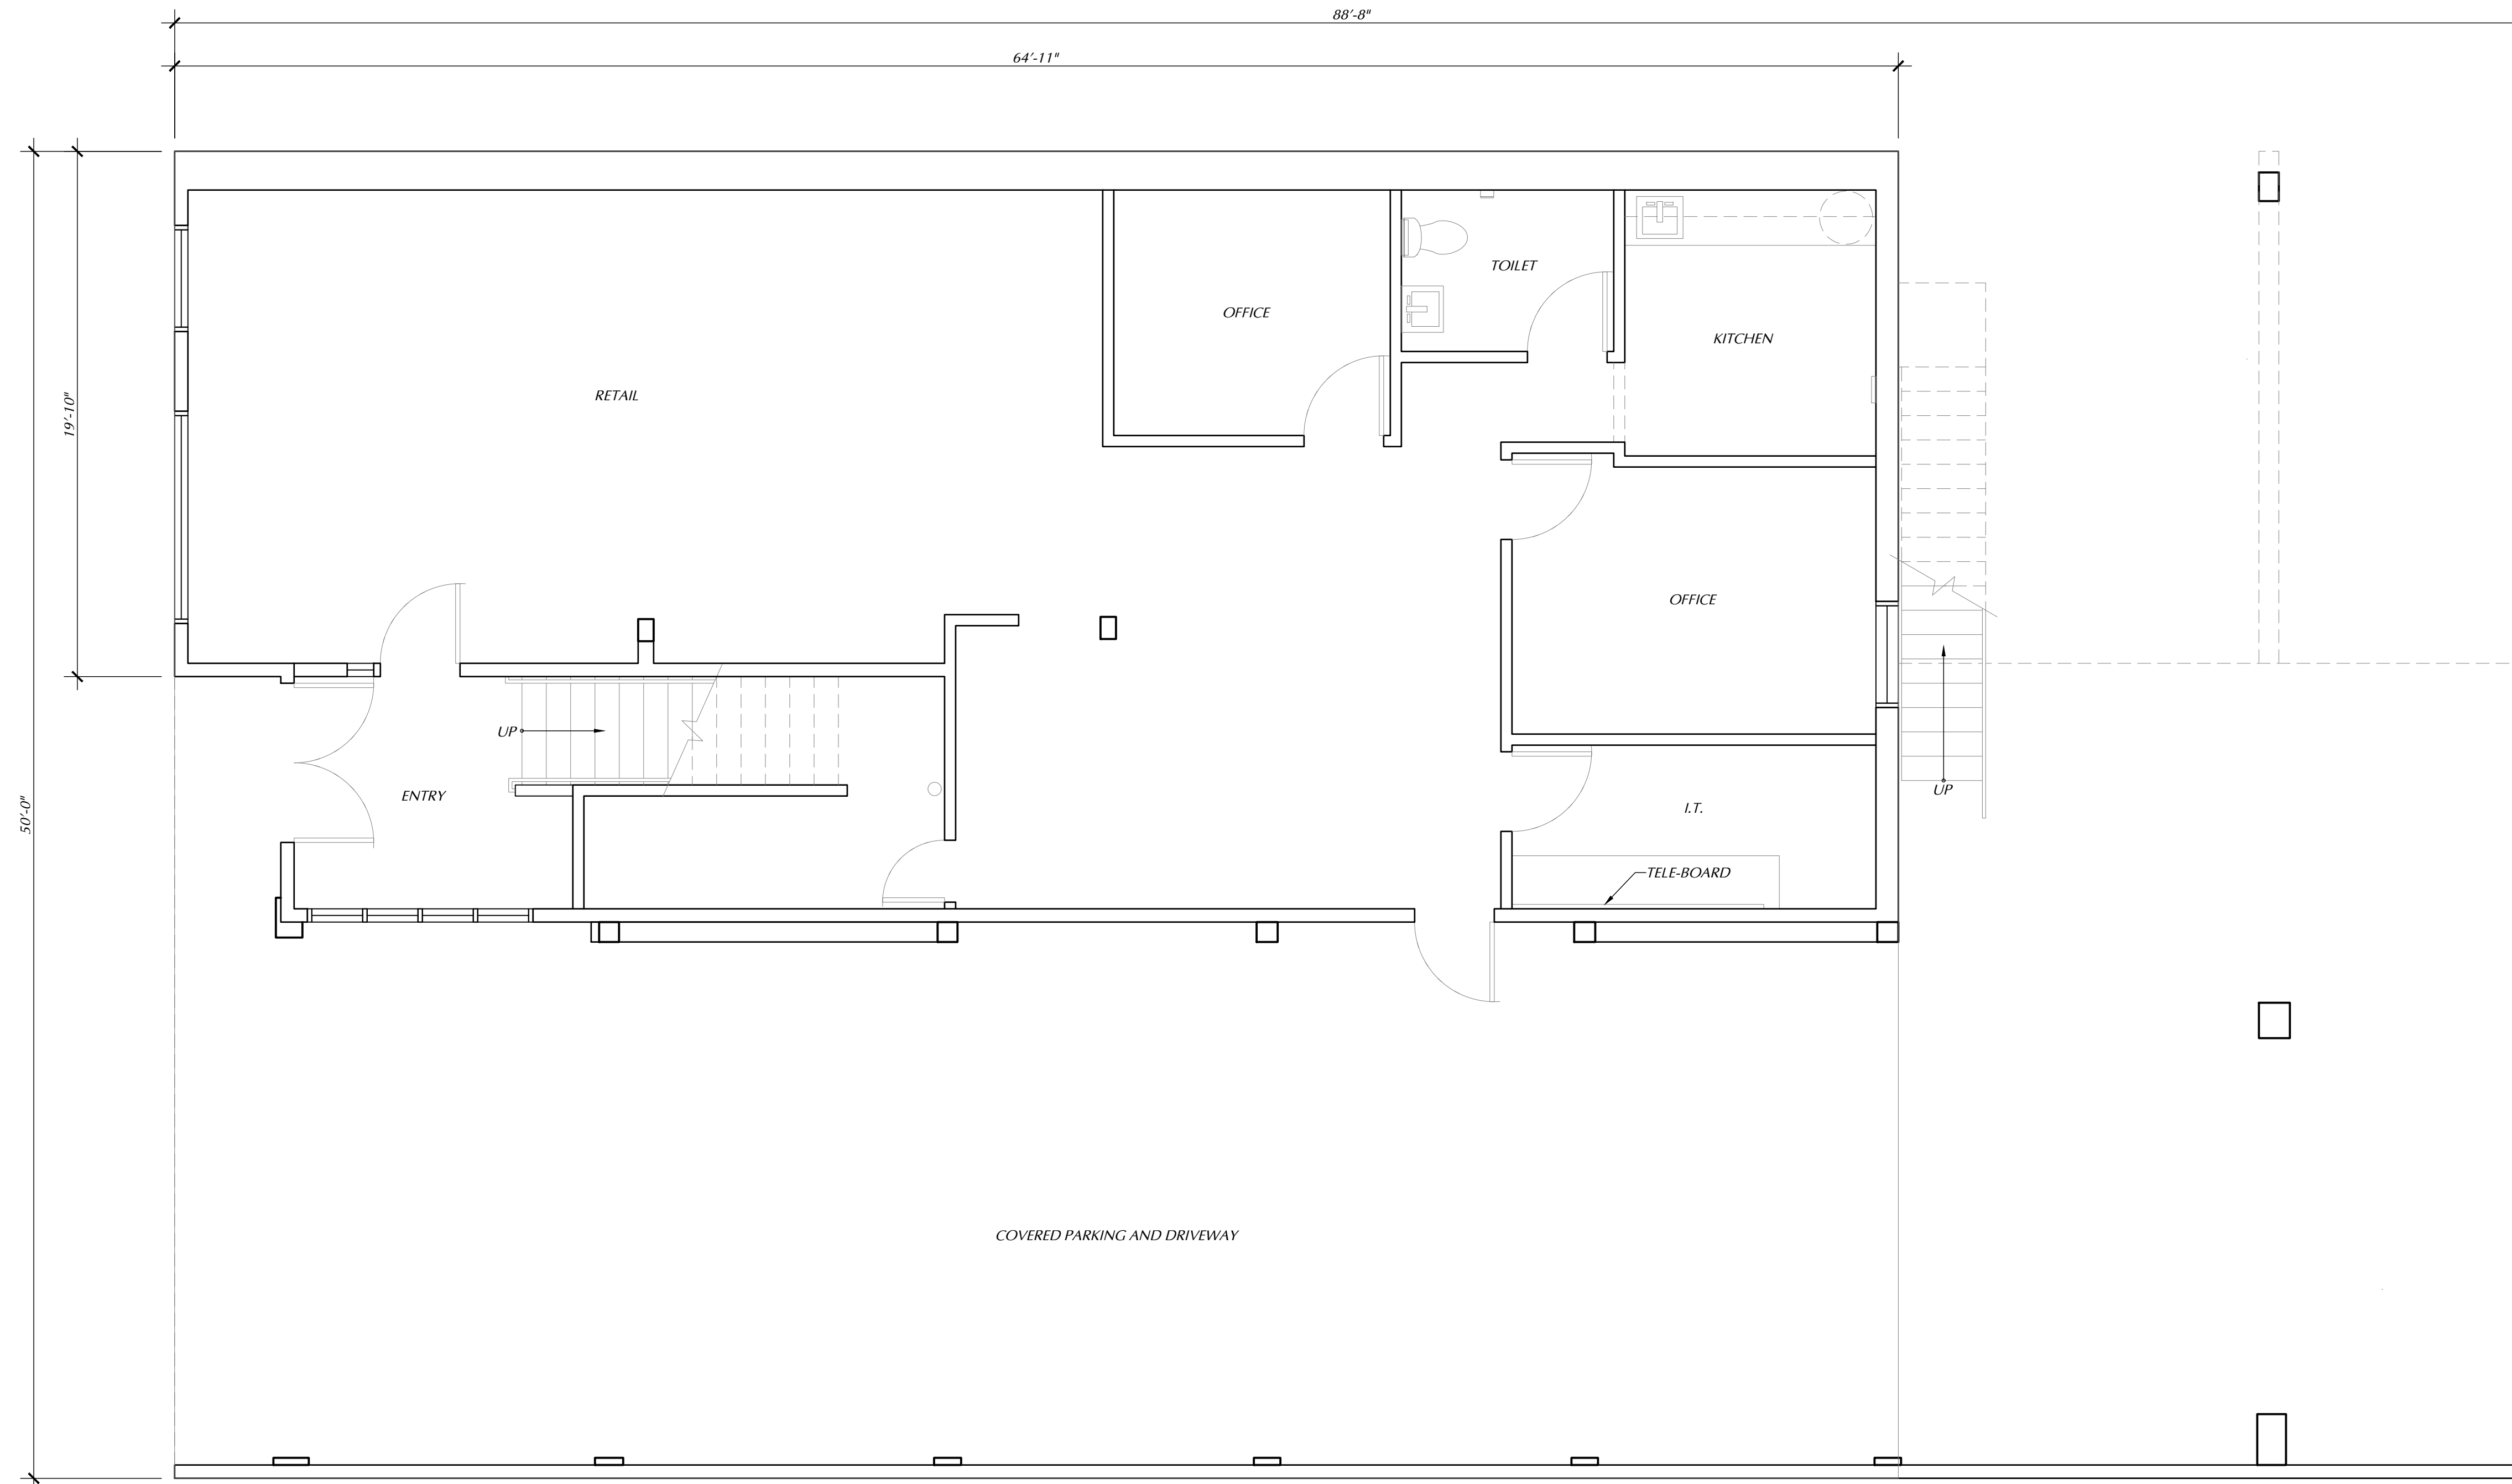 88'-8"
64'-11"
TOILET
OFFICE
KITCHEN
RETAIL
19'-10"
OFFICE
UP
ENTRY
UP
I.T.
50'-0"
TELE-BOARD
COVERED PARKING AND DRIVEWAY